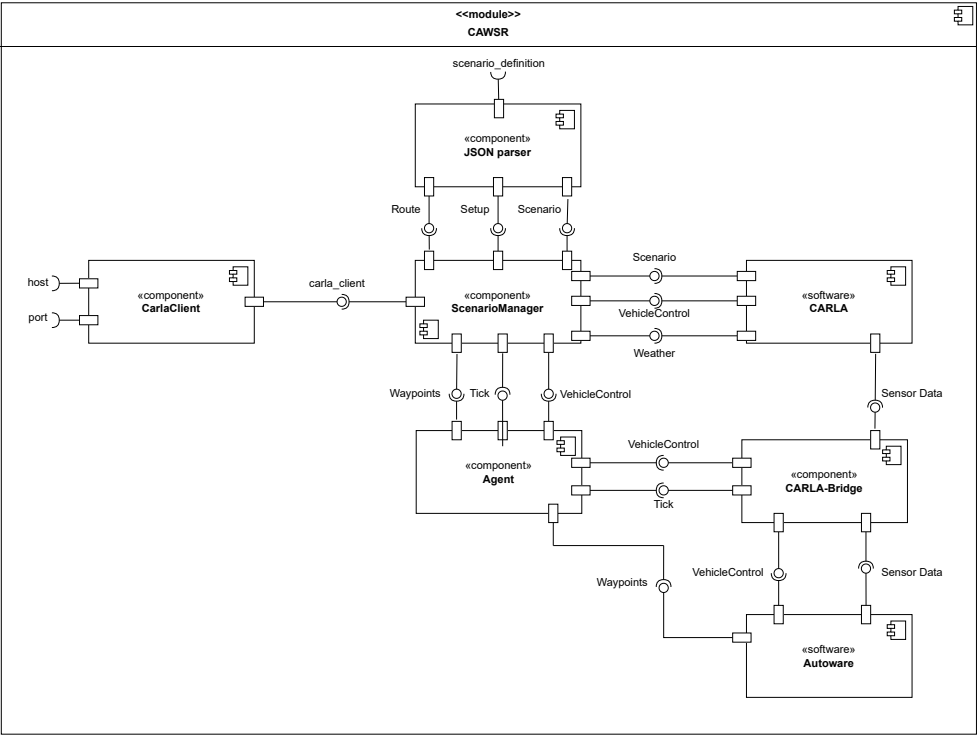 <<module>>
CAWSR
scenario_definition
«component»
JSON parser
Route
Setup
Scenario
host
port
«component»
CarlaClient
carla_client
«component»
ScenarioManager
Scenario
VehicleControl
Weather
«software»
CARLA
Waypoints
Tick
VehicleControl
Sensor Data
«component»
Agent
VehicleControl
Tick
«component»
CARLA-Bridge
Waypoints
VehicleControl
Sensor Data
«software»
Autoware